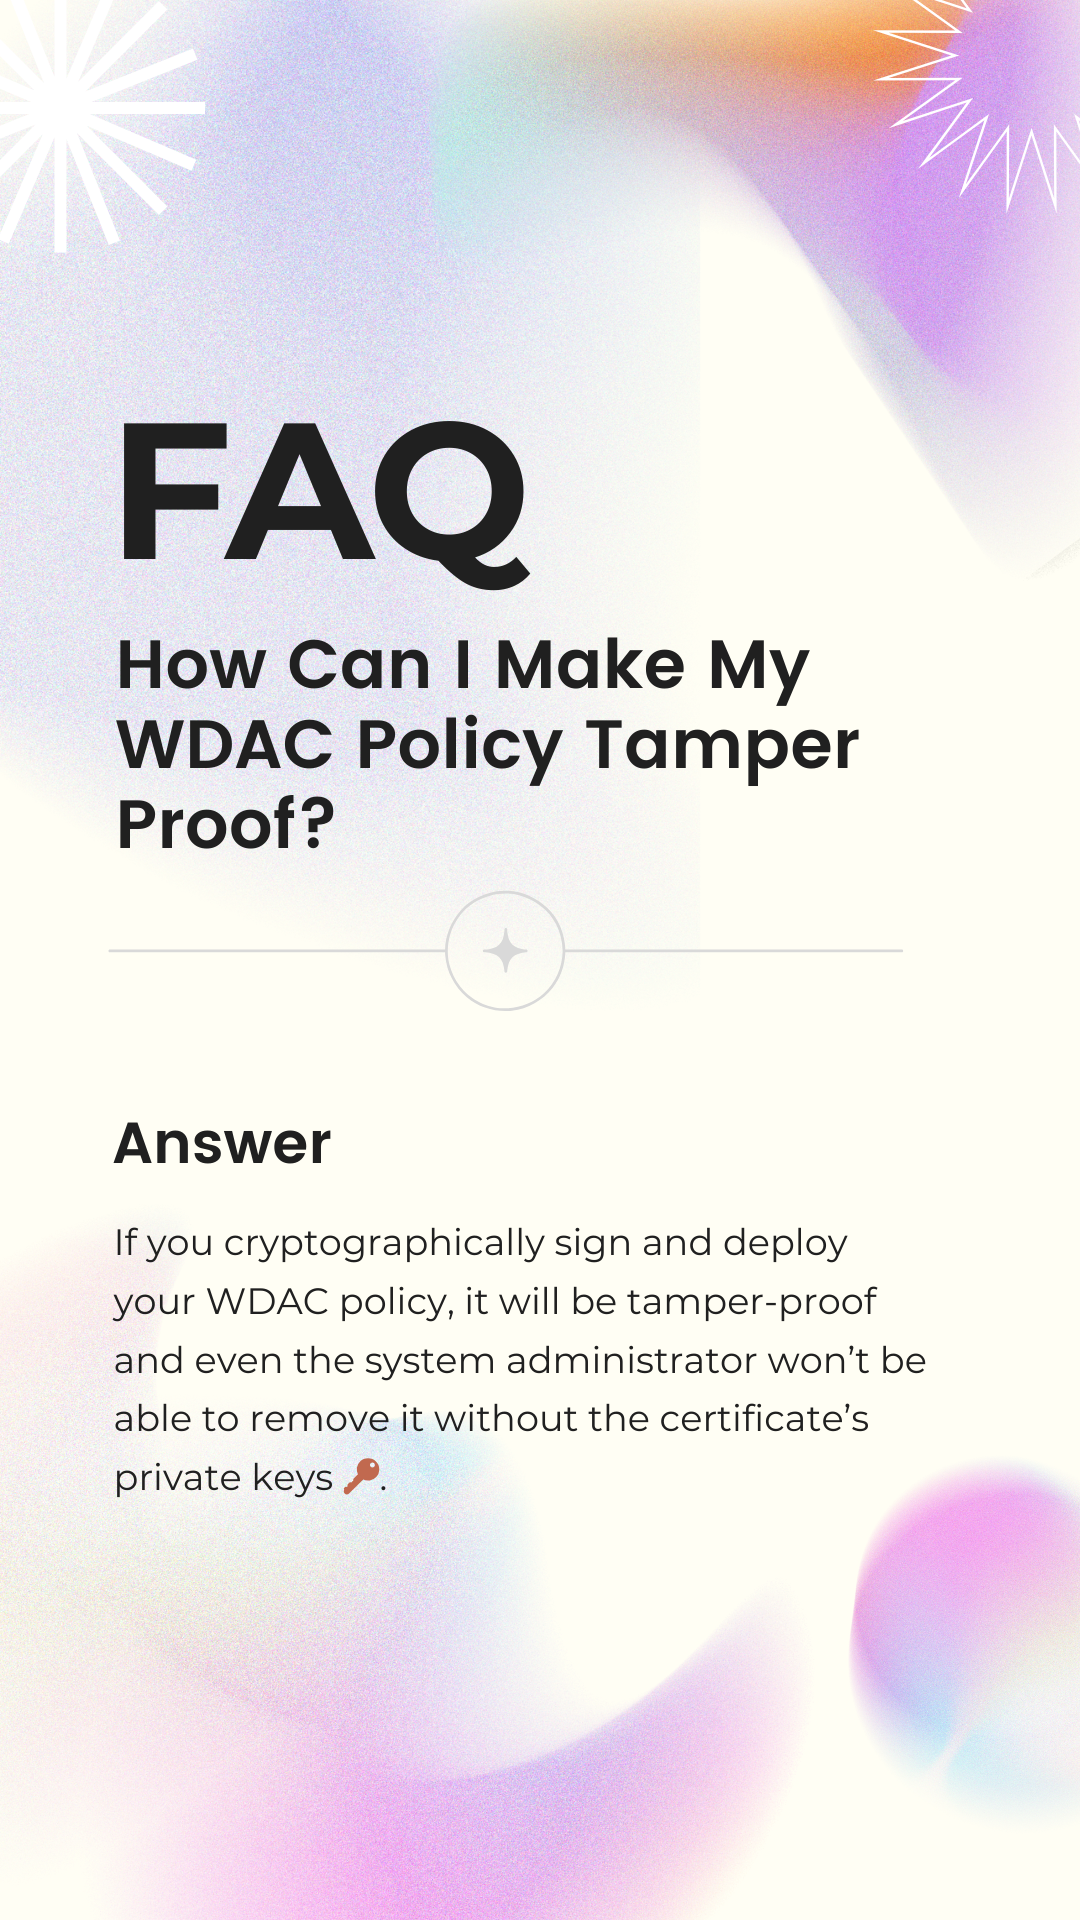 FAQ
How Can I Make My
WDAC Policy Tamper
Proof?
Answer
If you cryptographically sign and deploy
your WDAC policy, it will be tamper-proof
and even the system administrator won’t be
able to remove it without the certificate’s
private keys 🔑.